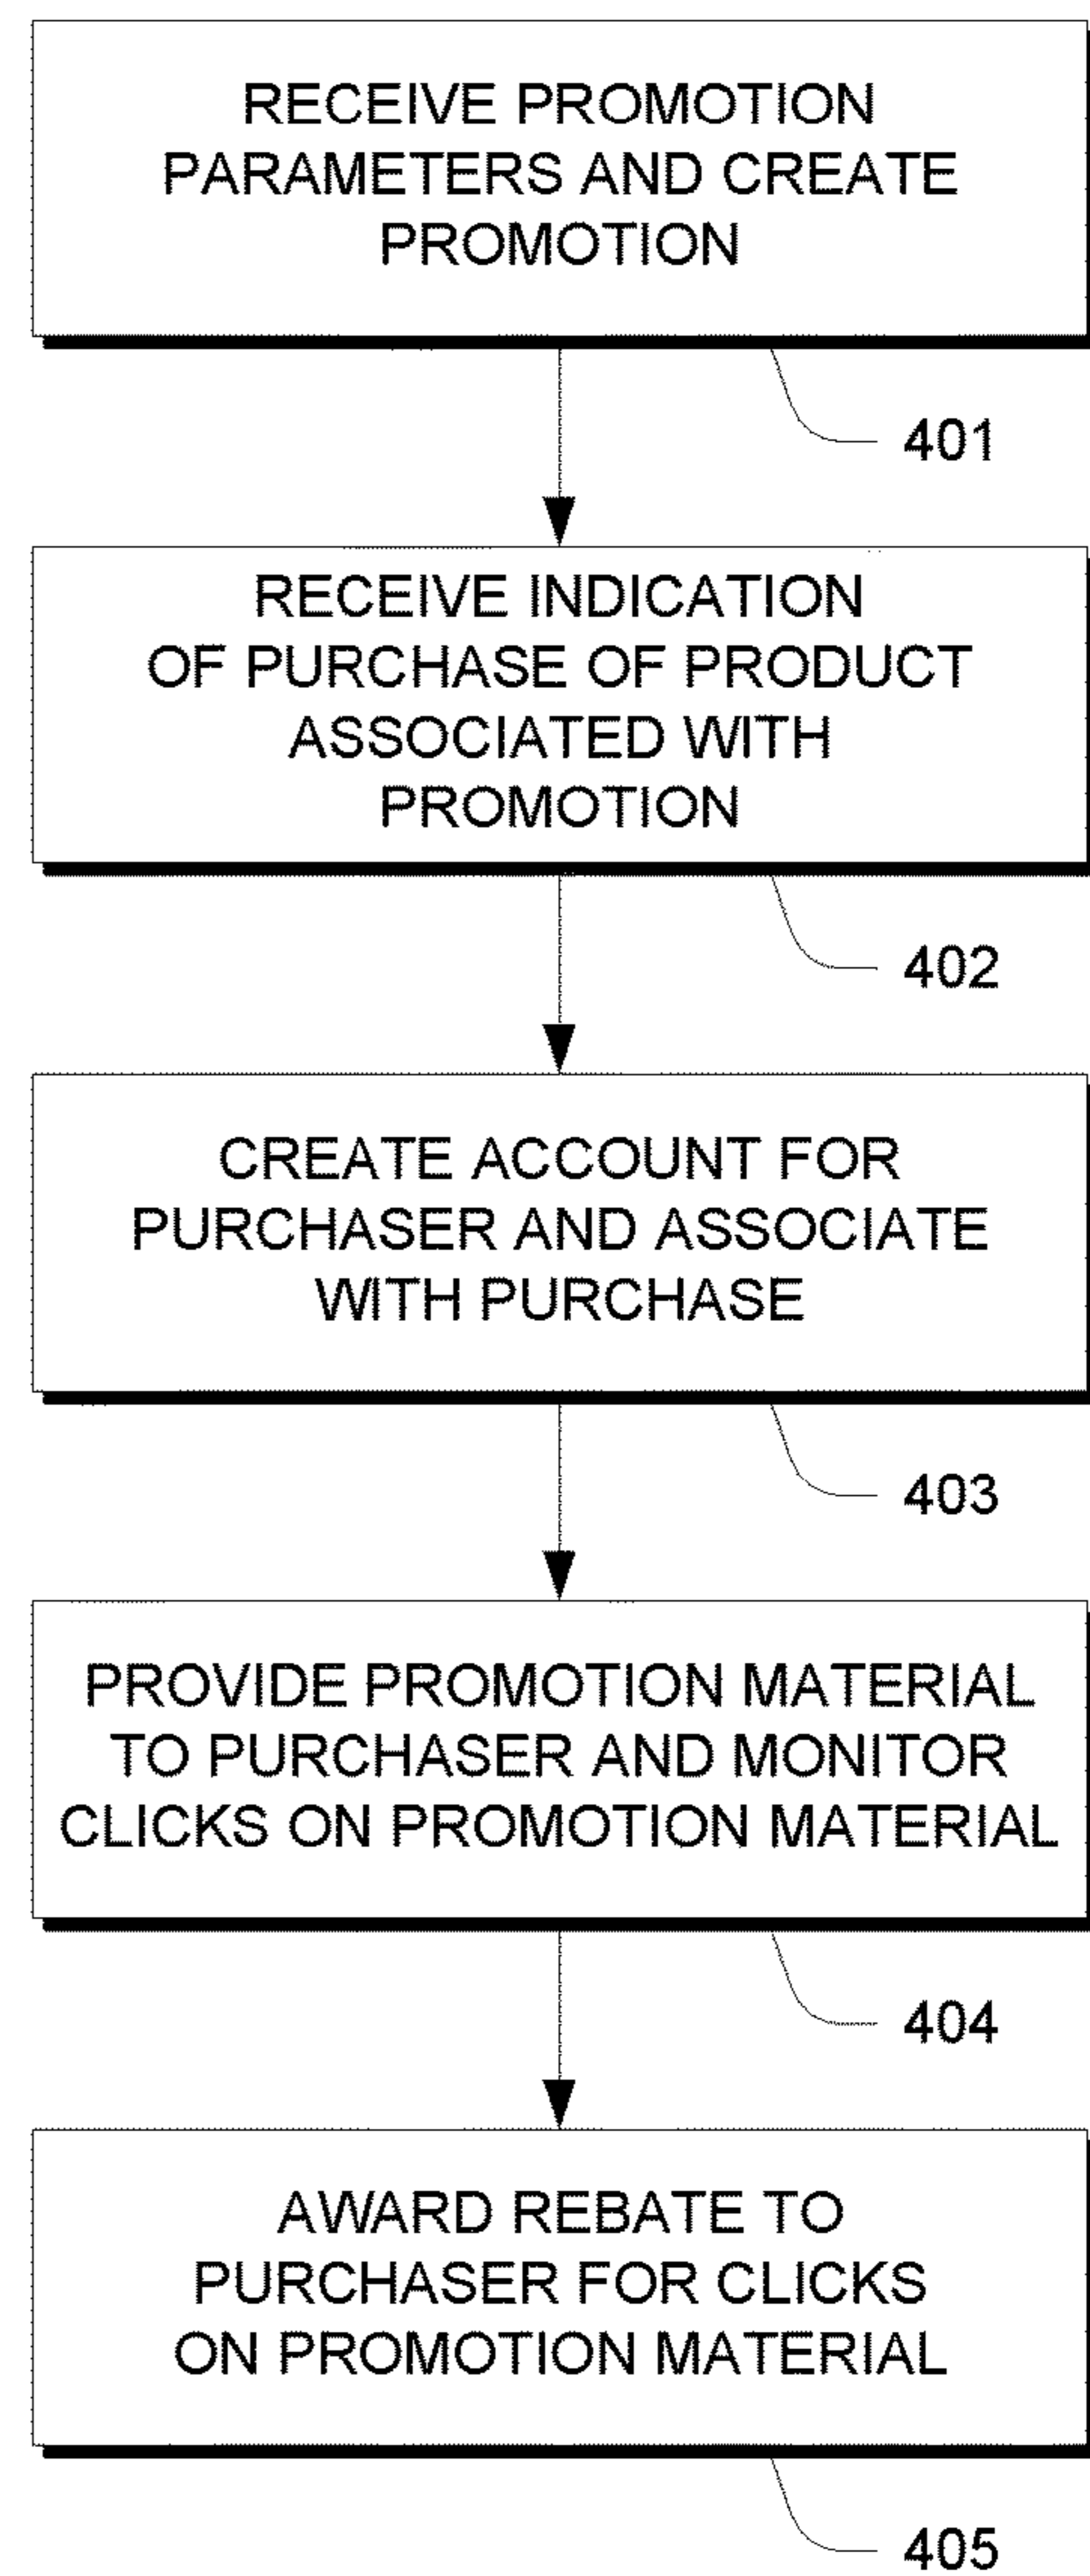 RECEIVE PROMOTION
PARAMETERS AND CREATE
PROMOTION
401
RECEIVE INDICATION
OF PURCHASE OF PRODUCT
ASSOCIATED WITH
PROMOTION
402
CREATE ACCOUNT FOR
PURCHASER AND ASSOCIATE
WITH PURCHASE
403
PROVIDE PROMOTION MATERIAL
TO PURCHASER AND MONITOR
CLICKS ON PROMOTION MATERIAL
404
AWARD REBATE TO
PURCHASER FOR CLICKS
ON PROMOTION MATERIAL
405